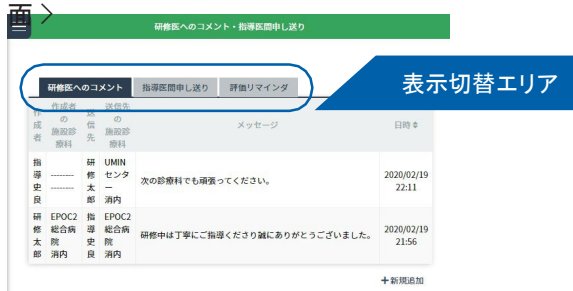 面＞
研修医へのコメント・指導医間申し送り
表示切替エリア
研修医へのコメント 指導医間申し送り 評価リマインダ
作成者 作成者の施設診療科 送信先 送信先の施設診療科 メッセージ 日時
指導史良 -------- -------- 研修太郎 UMINセンター 消内 次の診療科でも頑張ってください。 2020/02/19 22:11
研修太郎 EPOC2総合病院 消内 指導史良 EPOC2総合病院 消内 研修中は丁寧にご指導くださり誠にありがとうございました。 2020/02/19 21:56
+新規追加